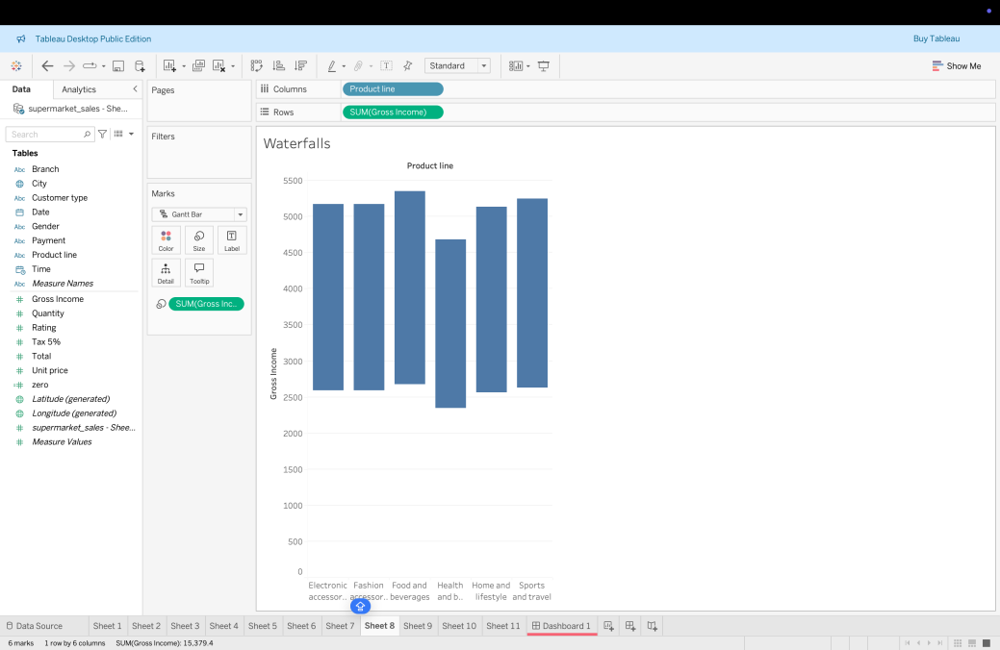 Tableau Desktop Public Edition
Buy Tableau
Standard
Show Me
Data
Analytics
supermarket_sales - She...
Search
Tables
Abc Branch
City
Abc Customer type
Date
Abc Gender
Abc Payment
Abc Product line
Time
Abc Measure Names
# Gross Income
# Quantity
# Rating
# Tax 5%
# Total
# Unit price
=# zero
Latitude (generated)
Longitude (generated)
# supermarket_sales - Shee...
# Measure Values
Pages
Filters
Marks
Gantt Bar
Color
Size
Label
Detail
Tooltip
SUM(Gross Inc..
Columns
Product line
Rows
SUM(Gross Income)
Waterfalls
Product line
5500
5000
4500
4000
3500
3000
2500
2000
1500
1000
500
0
Gross Income
Electronic accessor..
Fashion accessor..
Food and beverages
Health and b..
Home and lifestyle
Sports and travel
Data Source
Sheet 1
Sheet 2
Sheet 3
Sheet 4
Sheet 5
Sheet 6
Sheet 7
Sheet 8
Sheet 9
Sheet 10
Sheet 11
Dashboard 1
6 marks
1 row by 6 columns
SUM(Gross Income): 15,379.4